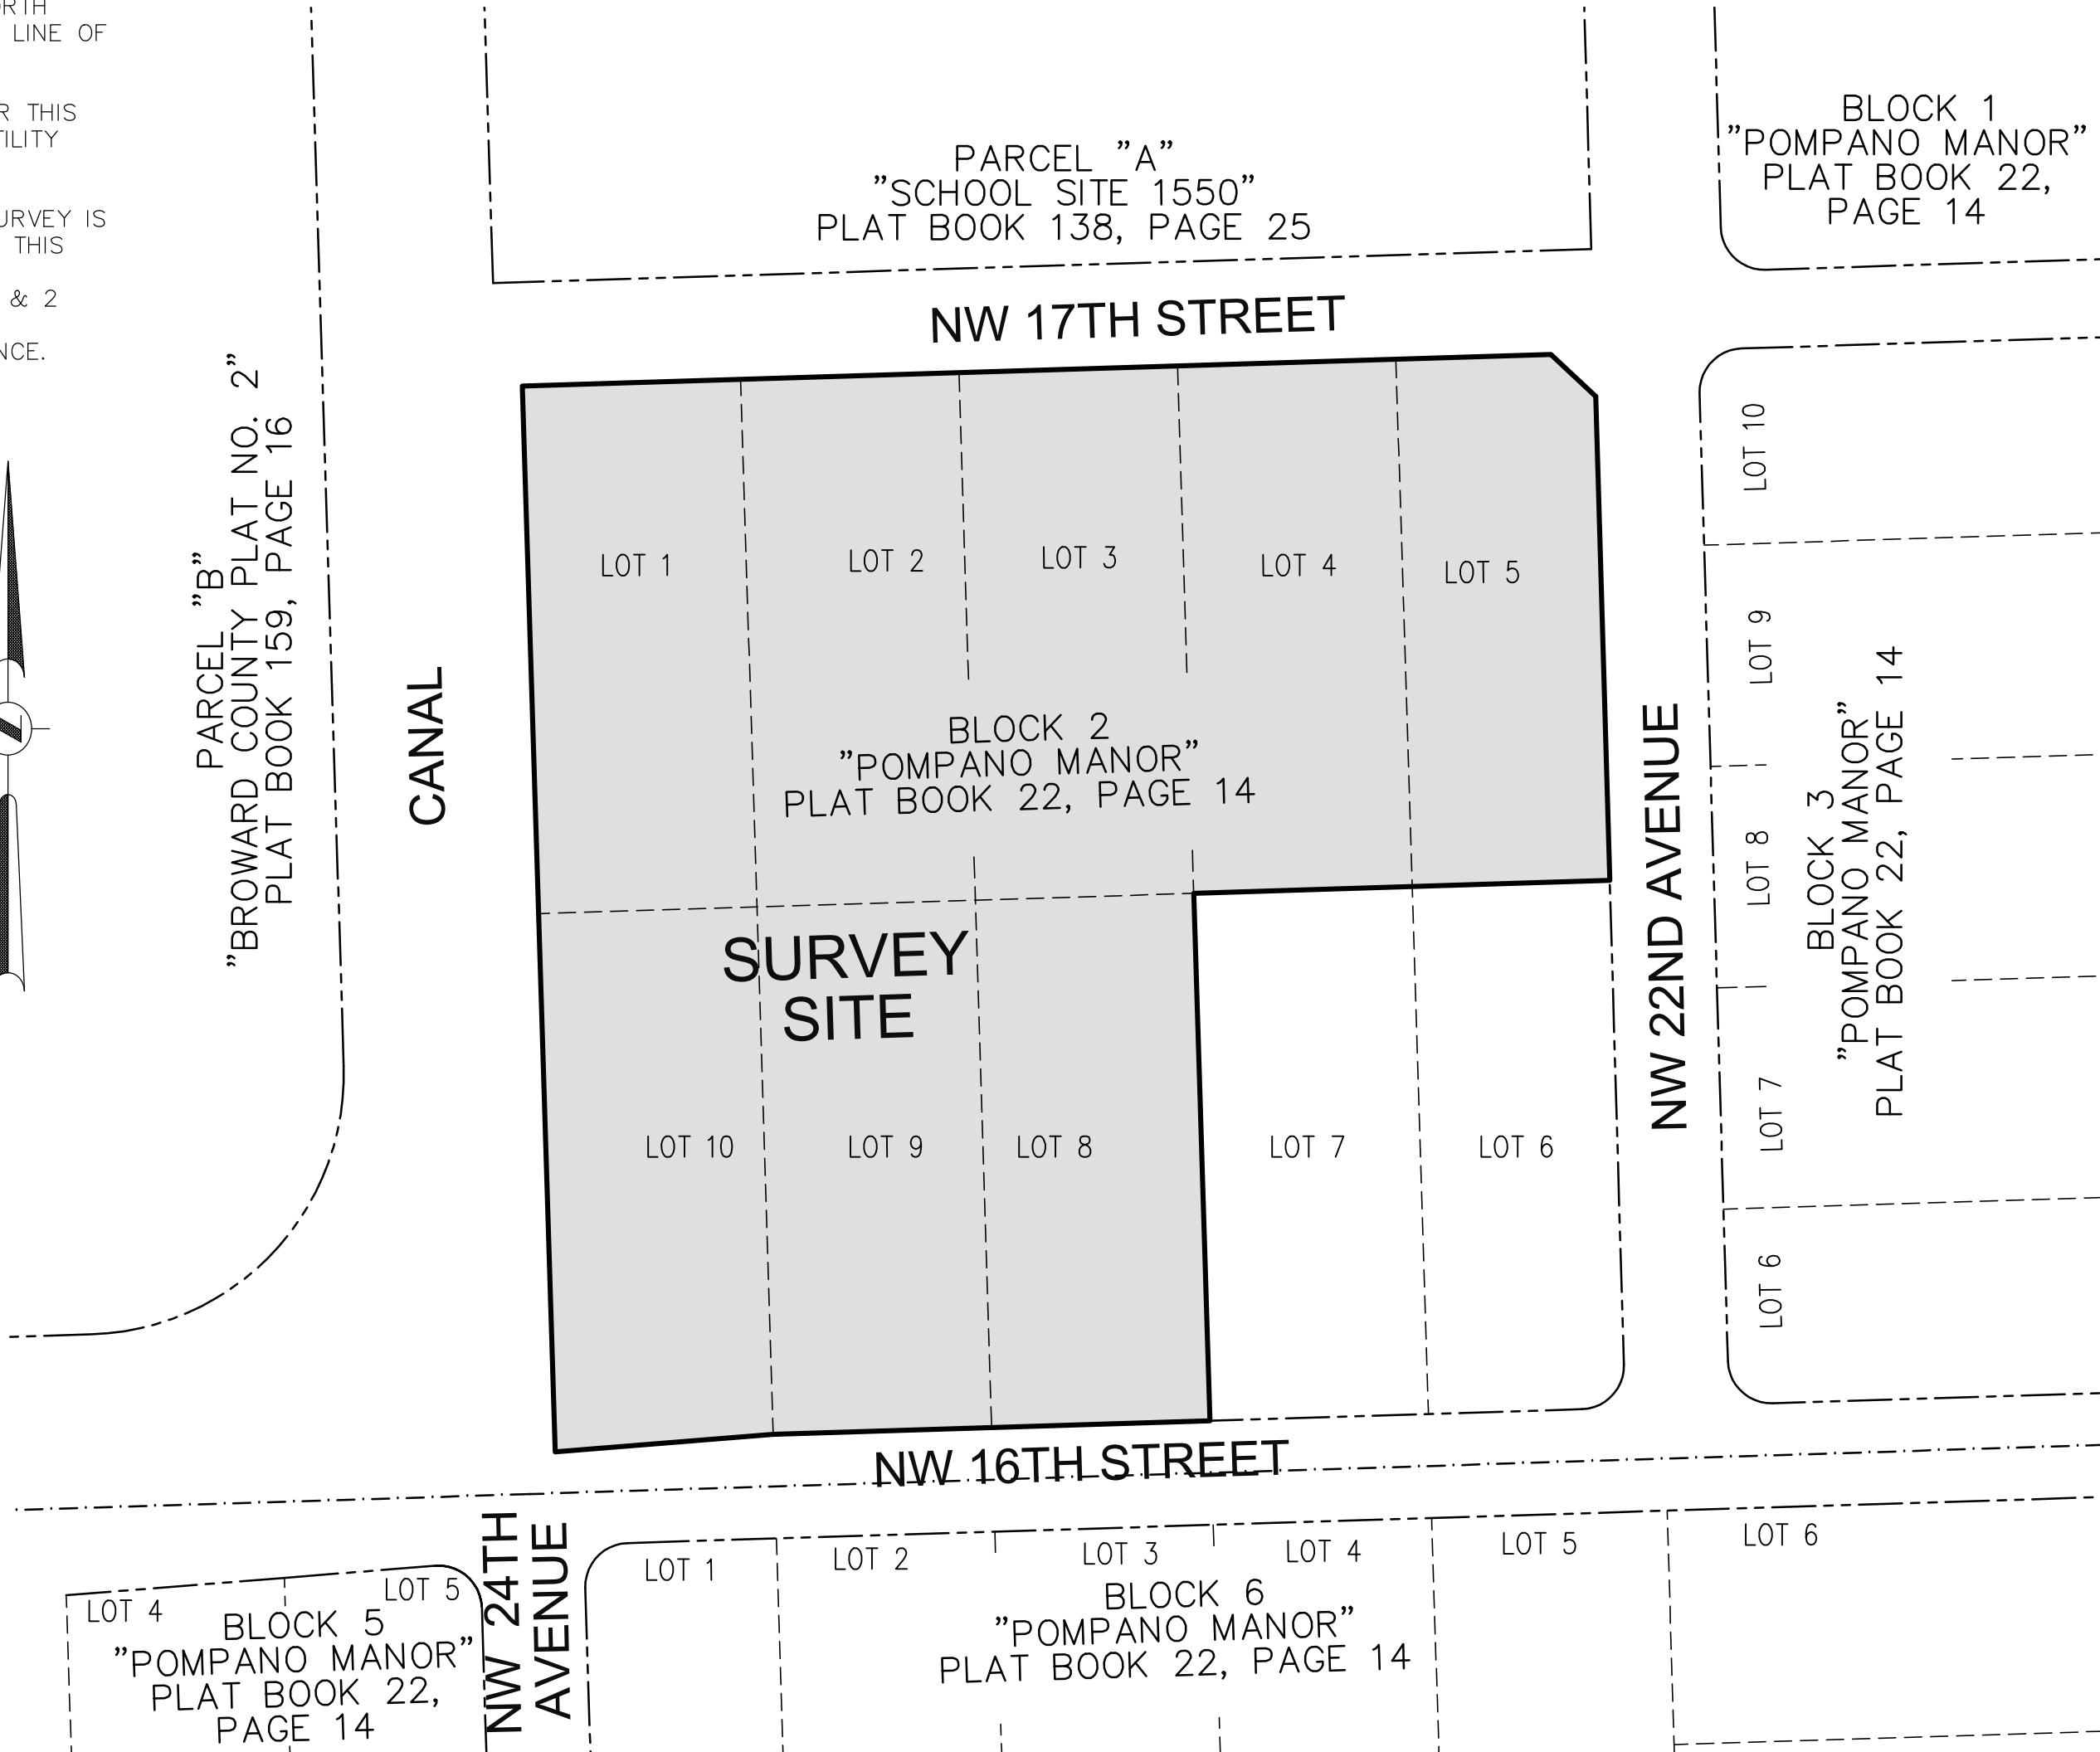 LINE OF
THIS
SURVEY IS
THIS
& 2
PARCEL "A"
"SCHOOL SITE 1550"
PLAT BOOK 138, PAGE 25
BLOCK 1
"POMPANO MANOR"
PLAT BOOK 22,
PAGE 14
NW 17TH STREET
PARCEL "B"
"BROWARD COUNTY PLAT NO. 2"
PLAT BOOK 159, PAGE 16
CANAL
LOT 1
LOT 2
LOT 3
LOT 4
LOT 5
BLOCK 2
"POMPANO MANOR"
PLAT BOOK 22, PAGE 14
SURVEY
SITE
LOT 10
LOT 9
LOT 8
LOT 7
LOT 6
NW 22ND AVENUE
LOT 10
LOT 9
LOT 8
LOT 7
LOT 6
BLOCK 3
"POMPANO MANOR"
PLAT BOOK 22, PAGE 14
NW 16TH STREET
NW 24TH
AVENUE
LOT 4
LOT 5
BLOCK 5
"POMPANO MANOR"
PLAT BOOK 22,
PAGE 14
LOT 1
LOT 2
LOT 3
LOT 4
LOT 5
LOT 6
BLOCK 6
"POMPANO MANOR"
PLAT BOOK 22, PAGE 14